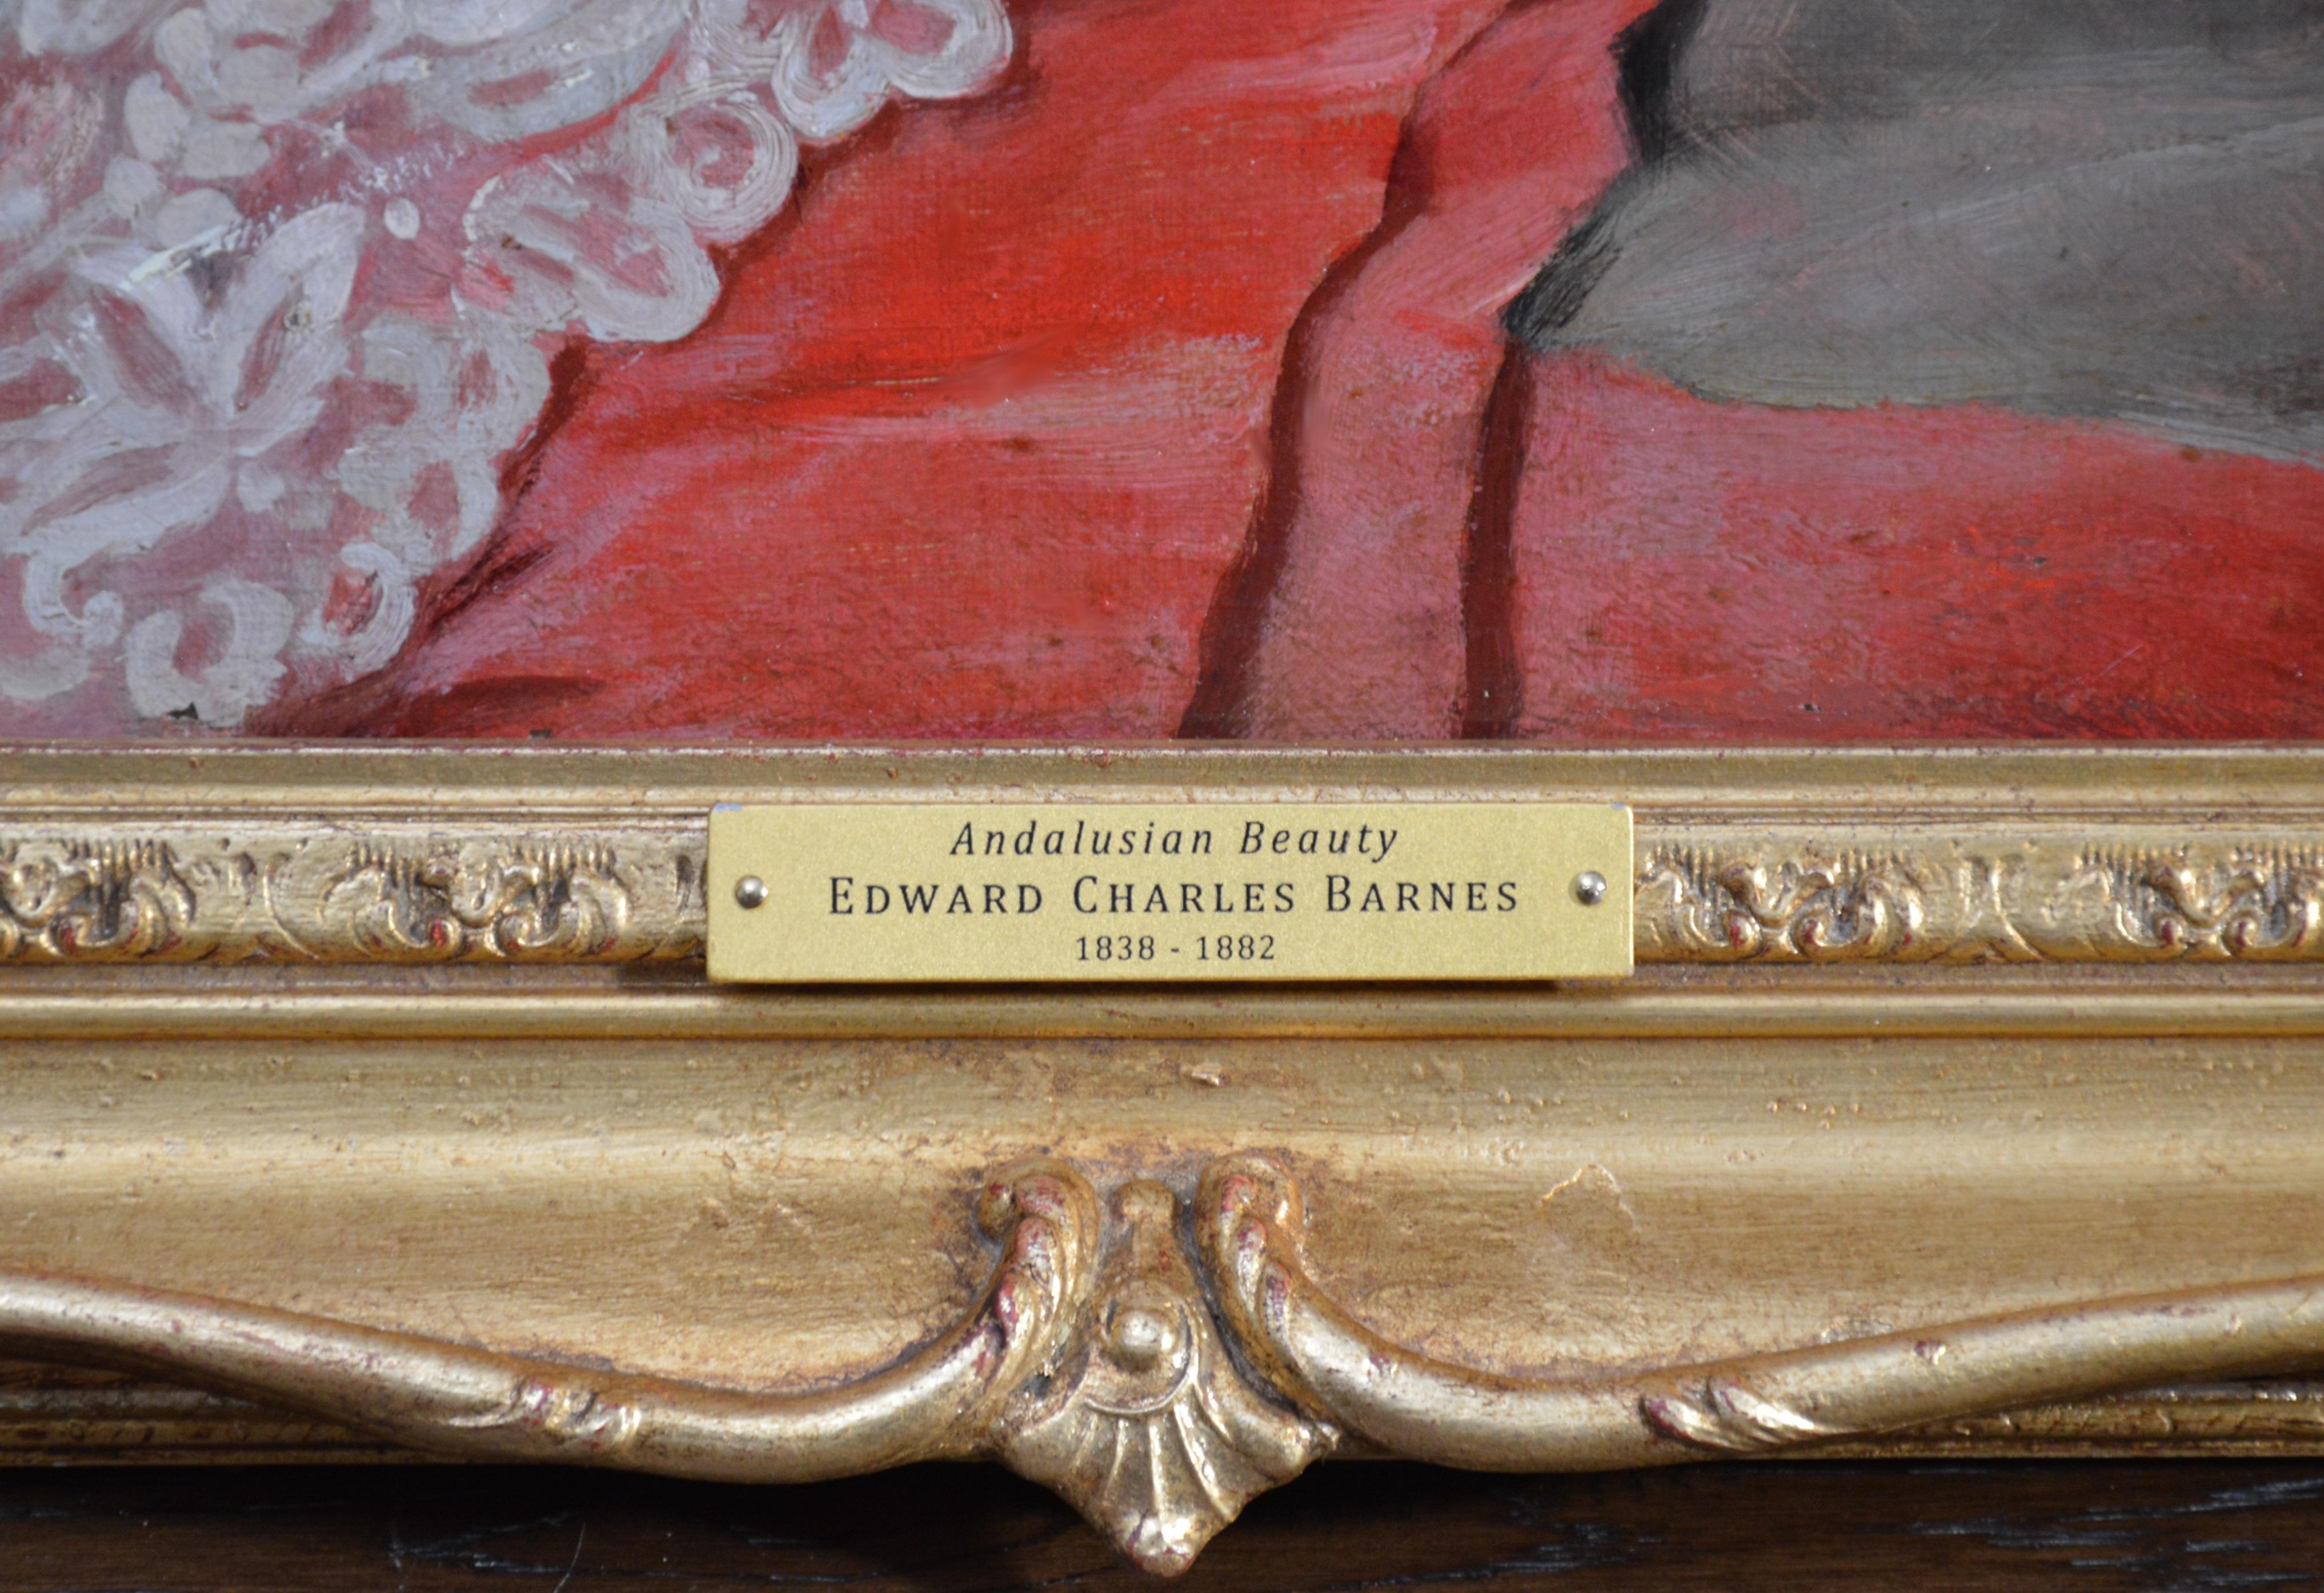 Andalusian Beauty
EDWARD CHARLES BARNES
1838 - 1882